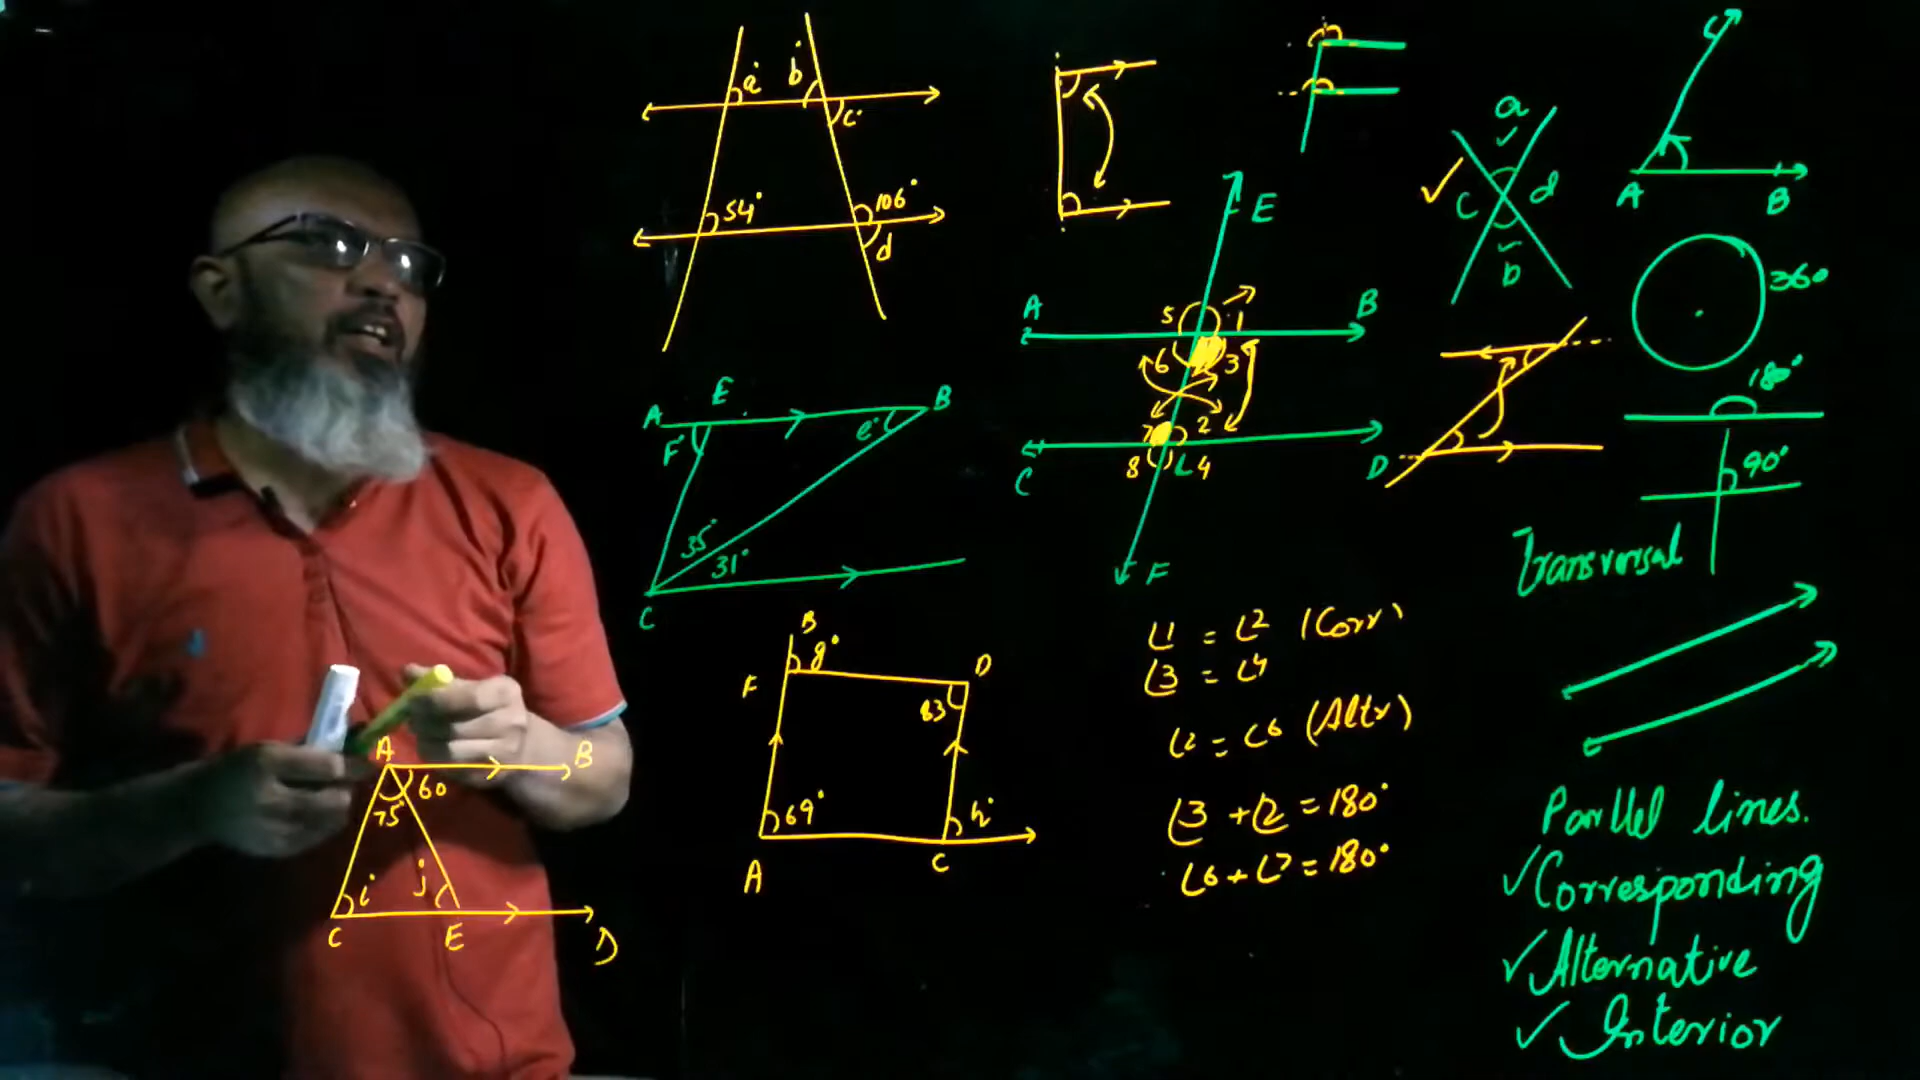 a°
b°
c°
54°
106°
d
A
E
B
F°
e°
35°
31°
C
B
g°
F
D
83
69°
h°
A
C
A
B
60
75°
i°
j
C
E
D
E
A
B
5
1
6
3
7
2
8
4
C
D
F
∠1 = ∠2 (Corr)
∠3 = ∠4
∠2 = ∠6 (Altr)
∠3 + ∠2 = 180°
∠6 + ∠7 = 180°
a
✓
✓
C
d
b
C
A
B
360
180°
90°
Transversal
Parllel lines.
✓ Corresponding
✓ Alternative
✓ Interior